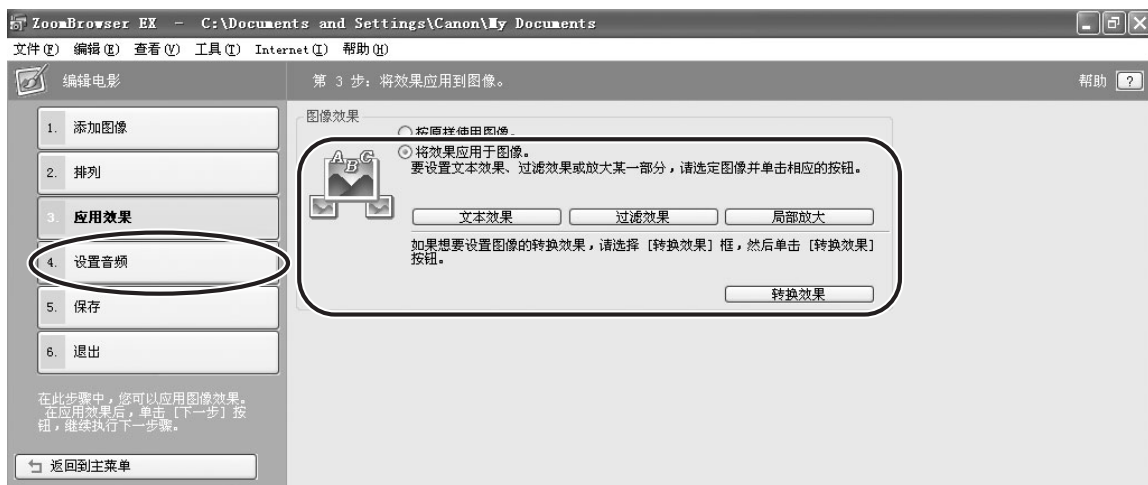 ZoomBrowser EX - C:\Documents and Settings\Canon\My Documents
文件(F) 编辑(E) 查看(V) 工具(T) Internet(I) 帮助(H)
编辑电影
第 3 步：将效果应用到图像。
帮助 ?
1. 添加图像
2. 排列
3. 应用效果
4. 设置音频
5. 保存
6. 退出
在此步骤中，您可以应用图像效果。
在应用效果后，单击 [下一步] 按
钮，继续执行下一步骤。
返回到主菜单
图像效果
按原样使用图像。
ABC
将效果应用于图像。
要设置文本效果、过滤效果或放大某一部分，请选定图像并单击相应的按钮。
文本效果 过滤效果 局部放大
如果想要设置图像的转换效果，请选择 [转换效果] 框，然后单击 [转换效果]
按钮。
转换效果